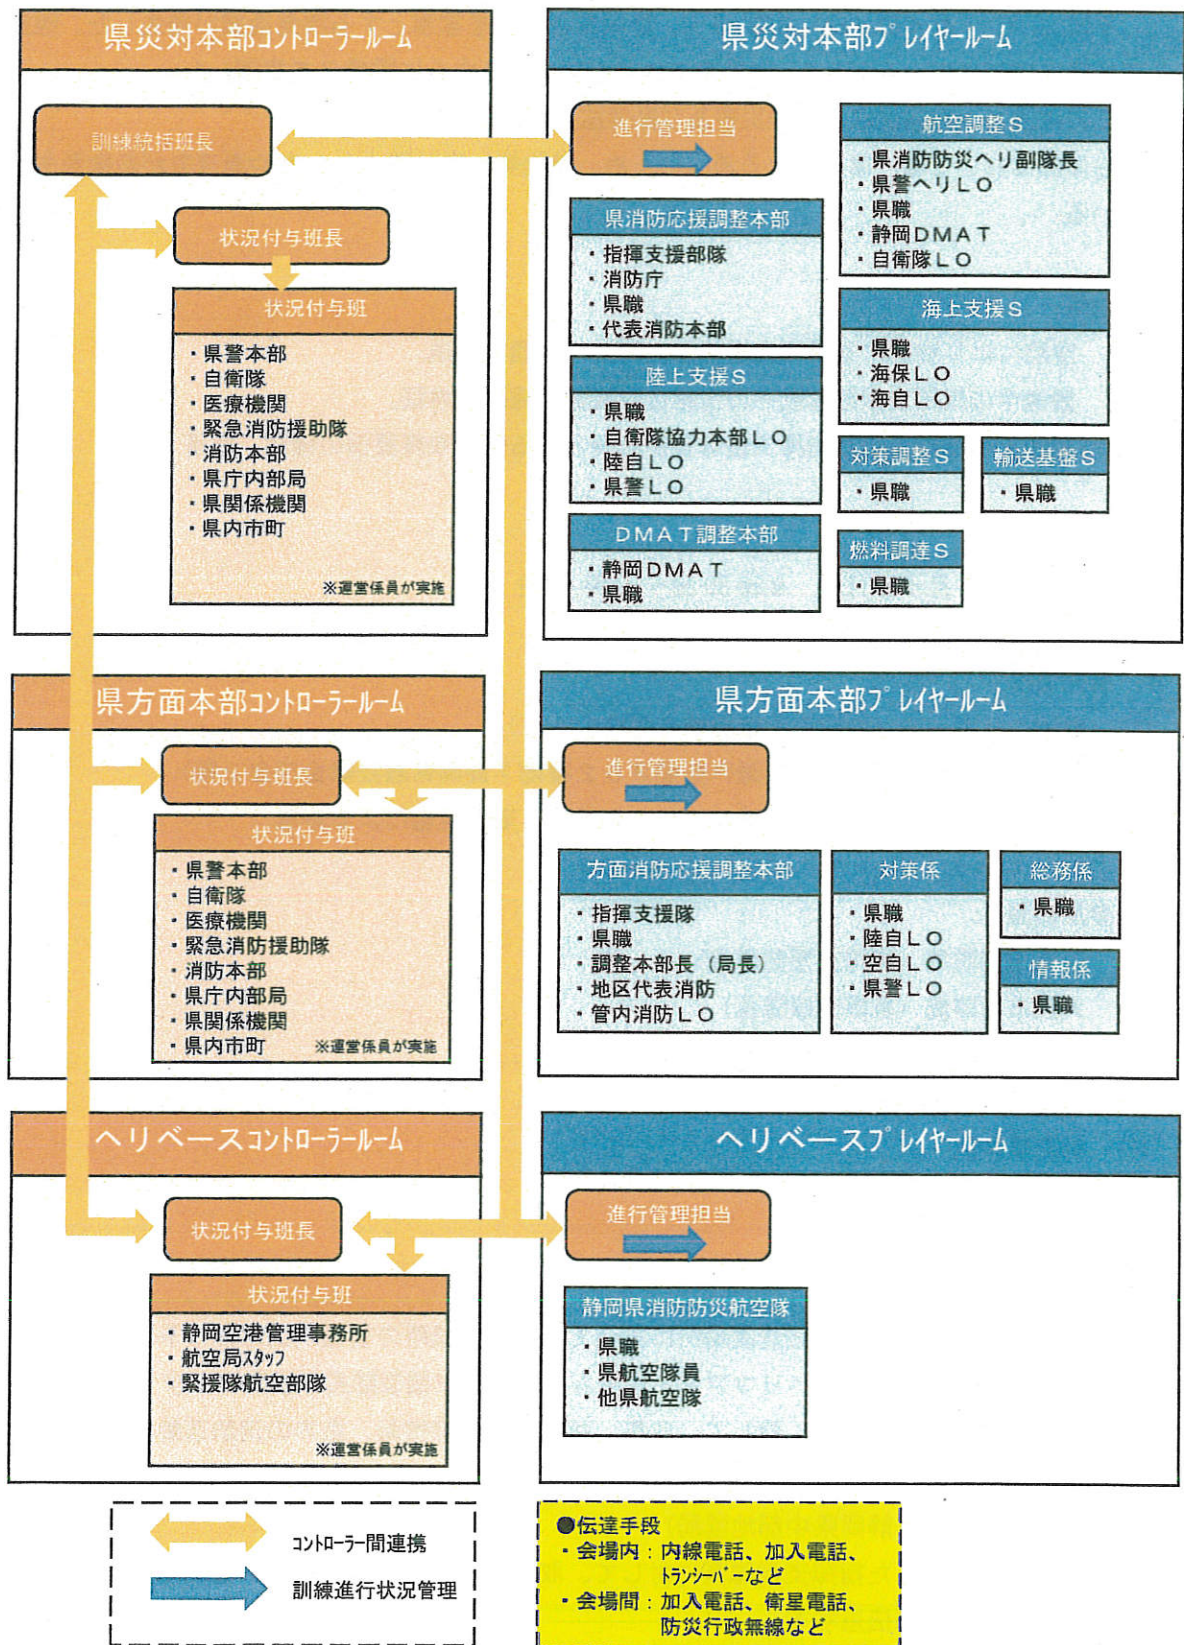 県災対本部コントローラールーム
訓練統括班長
状況付与班長
状況付与班
・県警本部
・自衛隊
・医療機関
・緊急消防援助隊
・消防本部
・県庁内部局
・県関係機関
・県内市町
※運営係員が実施
県災対本部プレイヤールーム
進行管理担当
県消防応援調整本部
・指揮支援部隊
・消防庁
・県職
・代表消防本部
陸上支援S
・県職
・自衛隊協力本部LO
・陸自LO
・県警LO
DMAT調整本部
・静岡DMAT
・県職
航空調整S
・県消防防災ヘリ副隊長
・県警ヘリLO
・県職
・静岡DMAT
・自衛隊LO
海上支援S
・県職
・海保LO
・海自LO
対策調整S
・県職
輸送基盤S
・県職
燃料調達S
・県職
県方面本部コントローラールーム
状況付与班長
状況付与班
・県警本部
・自衛隊
・医療機関
・緊急消防援助隊
・消防本部
・県庁内部局
・県関係機関
・県内市町
※運営係員が実施
県方面本部プレイヤールーム
進行管理担当
方面消防応援調整本部
・指揮支援隊
・県職
・調整本部長（局長）
・地区代表消防
・管内消防LO
対策係
・県職
・陸自LO
・空自LO
・県警LO
総務係
・県職
情報係
・県職
ヘリベースコントローラールーム
状況付与班長
状況付与班
・静岡空港管理事務所
・航空局スタッフ
・緊援隊航空部隊
※運営係員が実施
ヘリベースプレイヤールーム
進行管理担当
静岡県消防防災航空隊
・県職
・県航空隊員
・他県航空隊
コントローラー間連携
訓練進行状況管理
●伝達手段
・会場内：内線電話、加入電話、
トランシーバーなど
・会場間：加入電話、衛星電話、
防災行政無線など